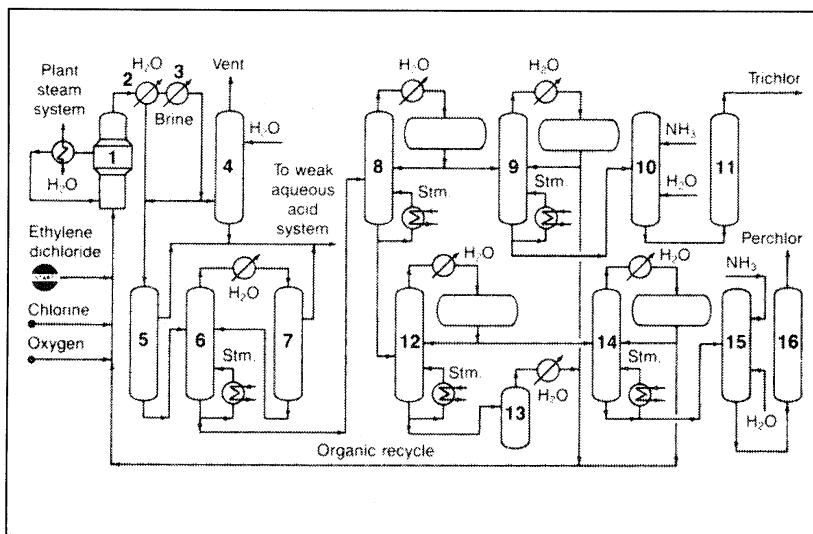 Plant
steam
system
2
H₂O
3
Brine
Vent
1
H₂O
4
H₂O
To weak
aqueous
acid
system
Ethylene
dichloride
Chlorine
Oxygen
5
6
H₂O
7
Stm.
H₂O
8
Stm.
H₂O
9
Stm.
10
NH₃
H₂O
11
Trichlor
H₂O
12
Stm.
13
H₂O
H₂O
14
Stm.
NH₃
15
H₂O
Perchlor
16
Organic recycle